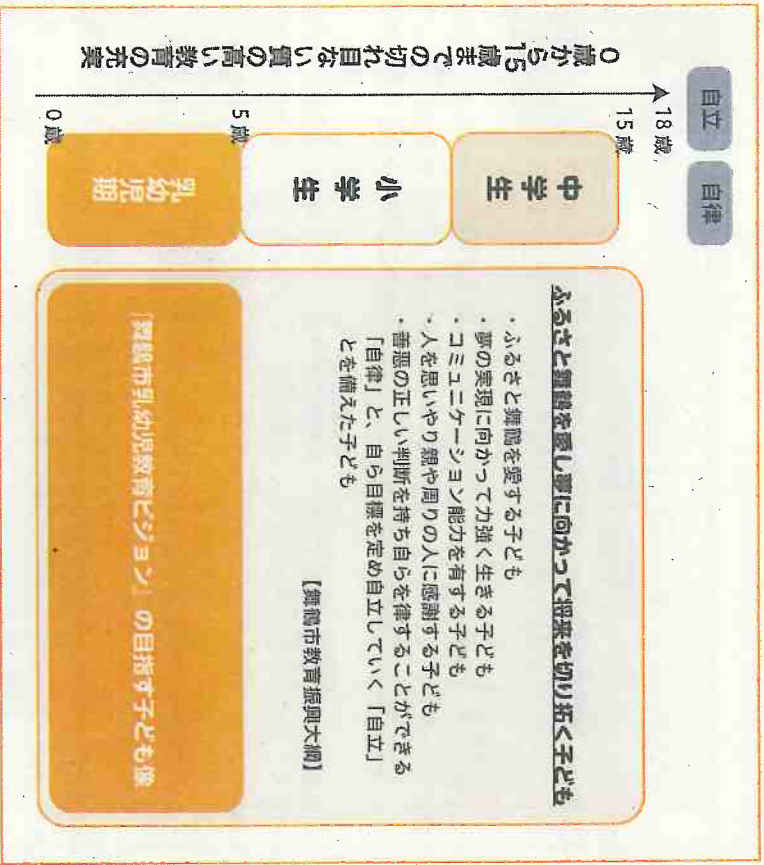 自立
自律
18歳
15歳
5歳
0歳
0歳から15歳までの切れ目ない質の高い教育の充実
中学生
小学生
乳幼児期
ふるさと舞鶴を愛し夢に向かって将来を切り拓く子ども
・ふるさと舞鶴を愛する子ども
・夢の実現に向かって力強く生きる子ども
・コミュニケーション能力を有する子ども
・人を思いやり親や周りの人に感謝する子ども
・善悪の正しい判断を持ち自らを律することができる
「自律」と、自ら目標を定め自立していく「自立」
とを備えた子ども
【舞鶴市教育振興大綱】
「舞鶴市乳幼児教育ビジョン」の目指す子ども像